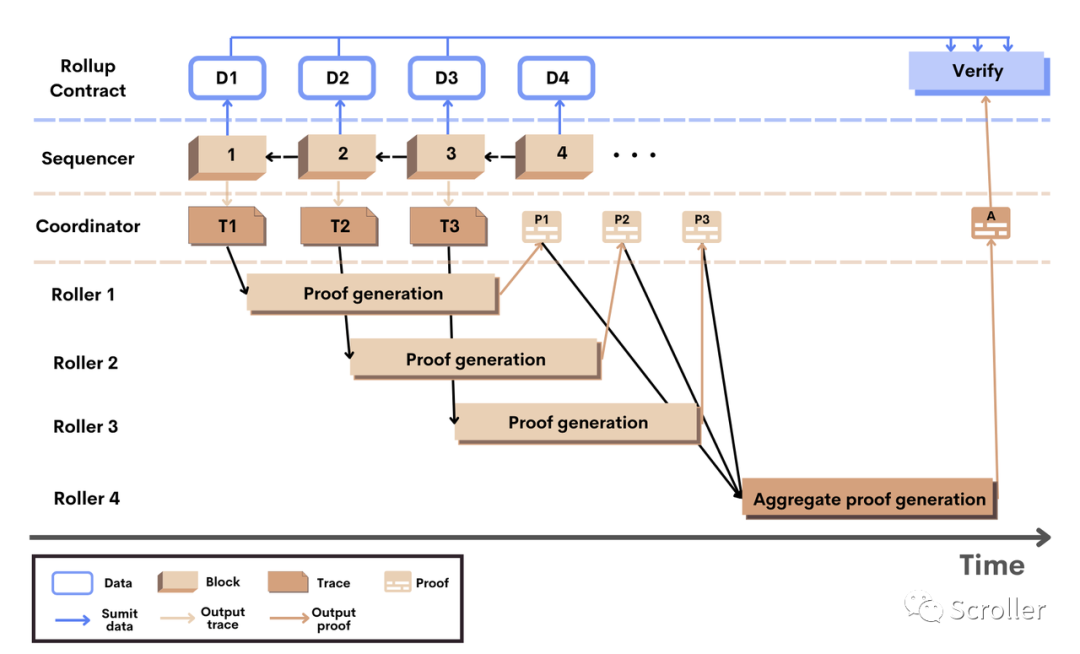 Rollup
Contract
D1
D2
D3
D4
Verify
Sequencer
1
2
3
4
...
Coordinator
T1
T2
T3
P1
P2
P3
A
Roller 1
Proof generation
Roller 2
Proof generation
Roller 3
Proof generation
Roller 4
Aggregate proof generation
Time
Data
Block
Trace
Proof
Sumit
data
Output
trace
Output
proof
Scroller